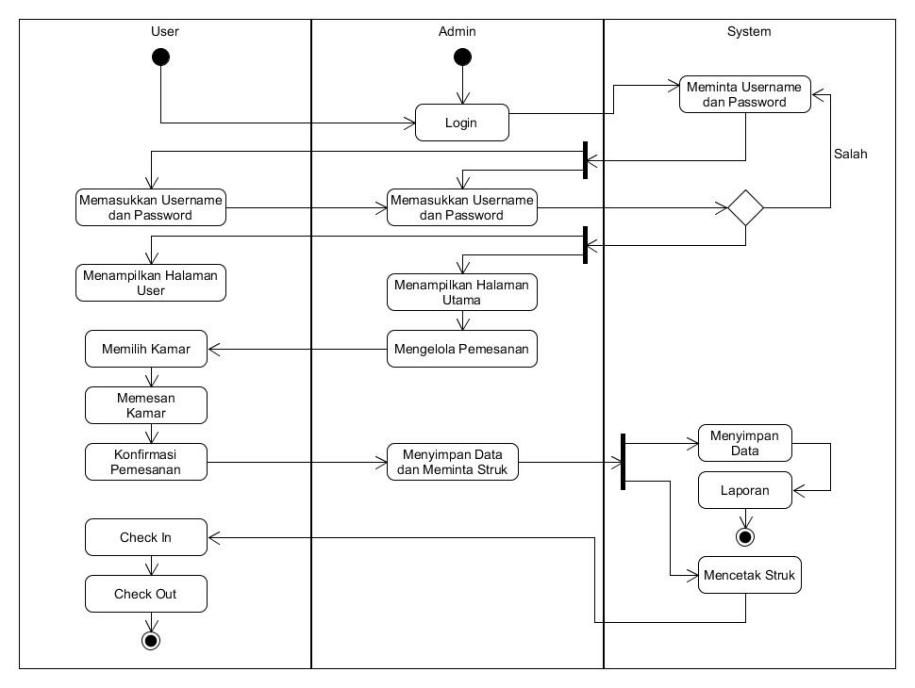 User
Admin
System
Meminta Username
dan Password
Login
Salah
Memasukkan Username
dan Password
Memasukkan Username
dan Password
Menampilkan Halaman
User
Menampilkan Halaman
Utama
Memilih Kamar
Mengelola Pemesanan
Memesan
Kamar
Konfirmasi
Pemesanan
Menyimpan Data
dan Meminta Struk
Menyimpan
Data
Laporan
Check In
Mencetak Struk
Check Out